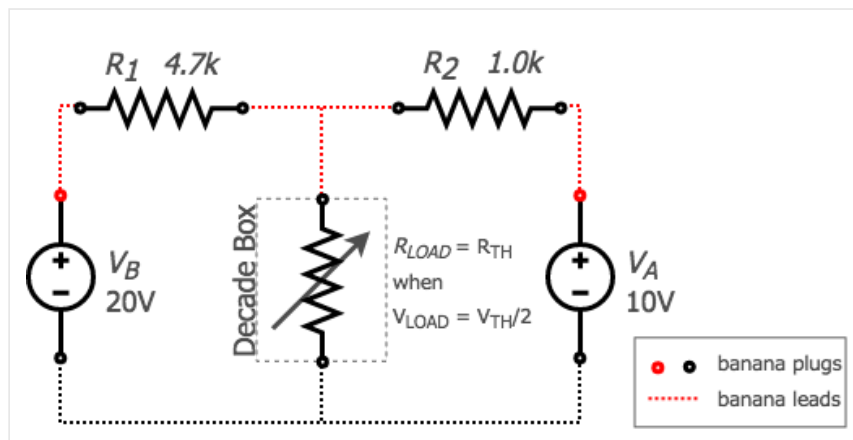 R1 4.7k
R2 1.0k
VB
20V
+
−
Decade Box
RLOAD = RTH
when
VLOAD = VTH/2
+
−
VA
10V
banana plugs
banana leads